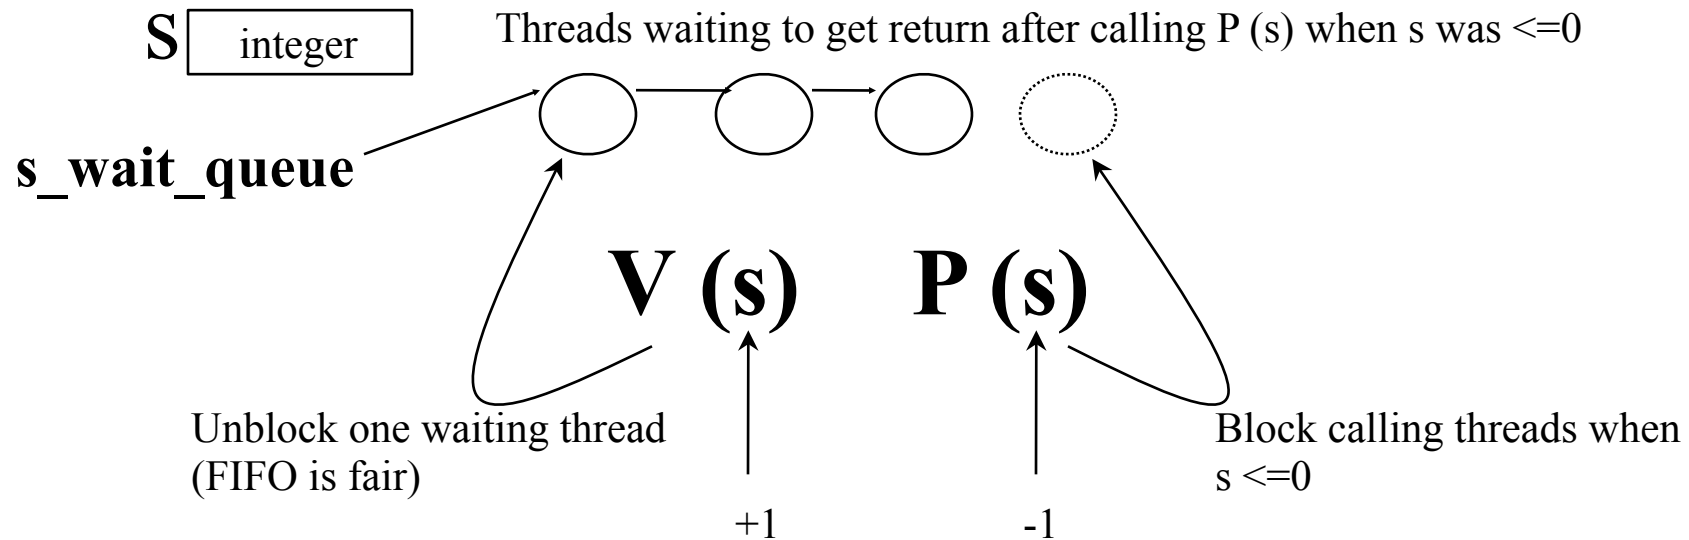 S integer
Threads waiting to get return after calling P (s) when s was <=0
s_wait_queue
V (s) P (s)
Unblock one waiting thread
(FIFO is fair)
Block calling threads when
s <=0
+1
-1